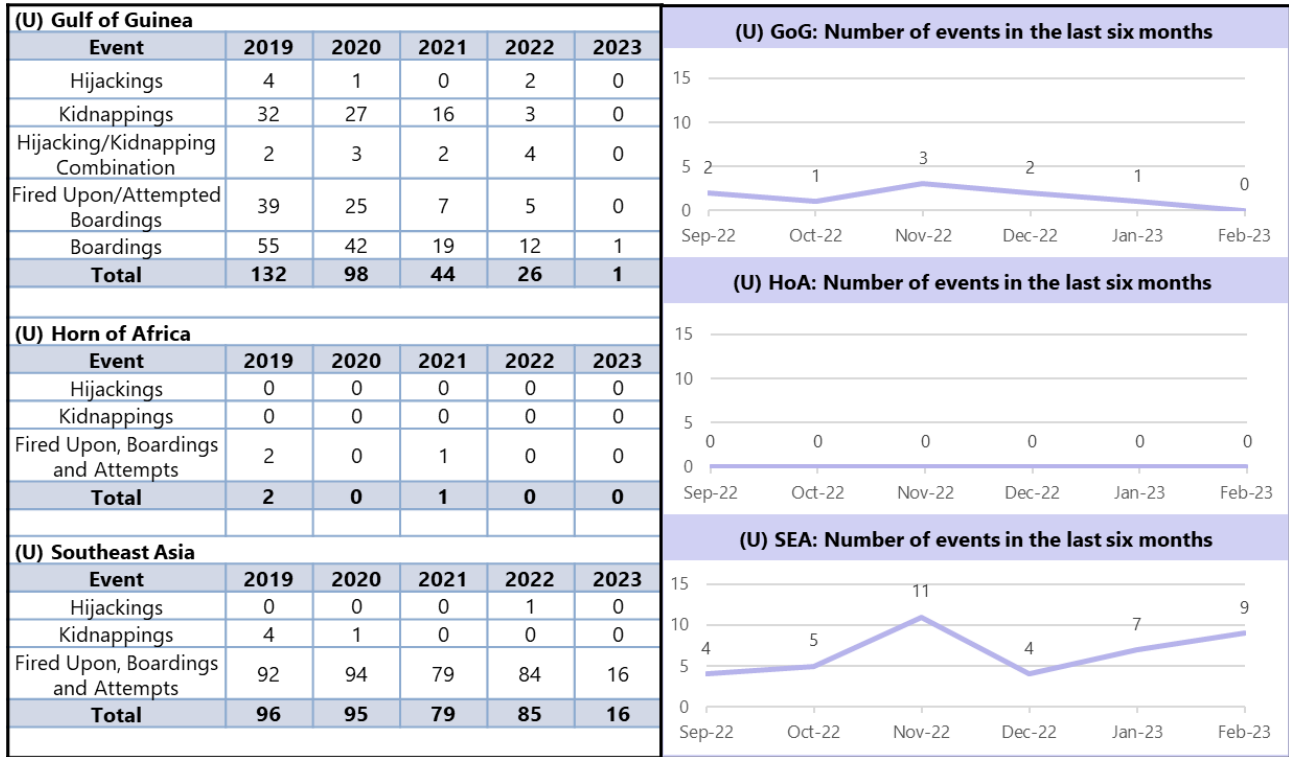 (U) Gulf of Guinea
Event 2019 2020 2021 2022 2023
Hijackings 4 1 0 2 0
Kidnappings 32 27 16 3 0
Hijacking/Kidnapping
Combination 2 3 2 4 0
Fired Upon/Attempted
Boardings 39 25 7 5 0
Boardings 55 42 19 12 1
Total 132 98 44 26 1
(U) Horn of Africa
Event 2019 2020 2021 2022 2023
Hijackings 0 0 0 0 0
Kidnappings 0 0 0 0 0
Fired Upon, Boardings
and Attempts 2 0 1 0 0
Total 2 0 1 0 0
(U) Southeast Asia
Event 2019 2020 2021 2022 2023
Hijackings 0 0 0 1 0
Kidnappings 4 1 0 0 0
Fired Upon, Boardings
and Attempts 92 94 79 84 16
Total 96 95 79 85 16
(U) GoG: Number of events in the last six months
15
10
5
0
2 1 3 2 1 0
Sep-22 Oct-22 Nov-22 Dec-22 Jan-23 Feb-23
(U) HoA: Number of events in the last six months
15
10
5
0
0 0 0 0 0 0
Sep-22 Oct-22 Nov-22 Dec-22 Jan-23 Feb-23
(U) SEA: Number of events in the last six months
15
10
5
0
4 5 11 4 7 9
Sep-22 Oct-22 Nov-22 Dec-22 Jan-23 Feb-23